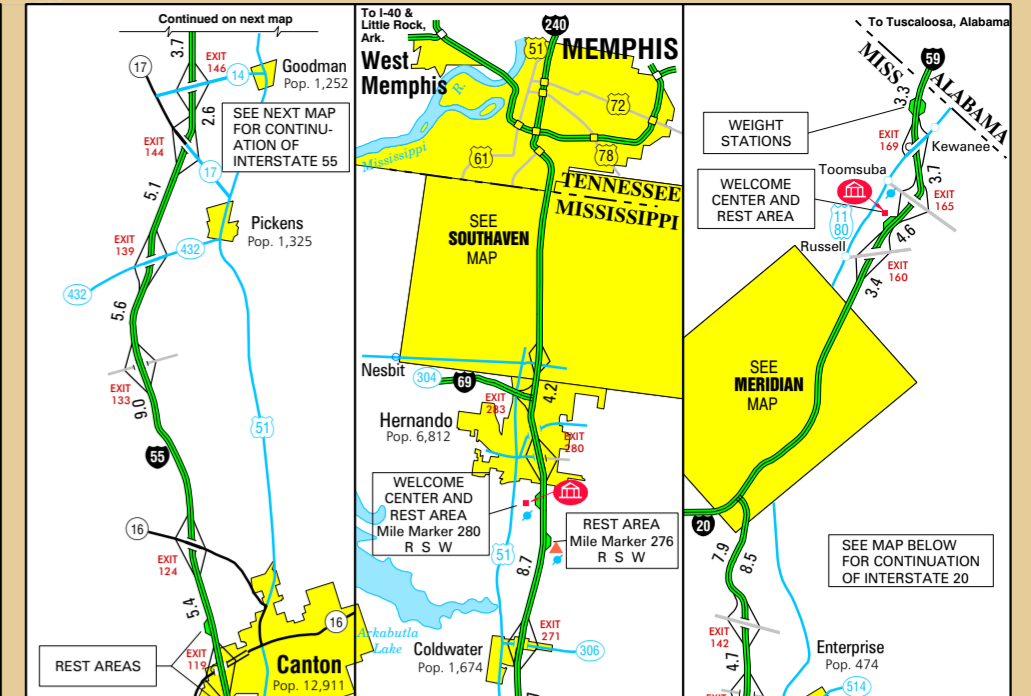 Continued on next map
3.7
17
EXIT
146
14
Goodman
Pop. 1,252
2.6
SEE NEXT MAP
FOR CONTINU-
ATION OF
INTERSTATE 55
EXIT
144
17
5.1
Pickens
Pop. 1,325
EXIT
139
432
432
5.6
EXIT
133
9.0
55
51
16
EXIT
124
5.4
16
REST AREAS
EXIT
119
Canton
Pop. 12,911
To I-40 &
Little Rock,
Ark.
240
51
MEMPHIS
West
Memphis
R.
72
Mississippi
61
78
TENNESSEE
MISSISSIPPI
SEE
SOUTHAVEN
MAP
Nesbit
304
69
4.2
EXIT
283
Hernando
Pop. 6,812
EXIT
280
WELCOME
CENTER AND
REST AREA
Mile Marker 280
R S W
REST AREA
Mile Marker 276
R S W
51
8.7
Arkabutla
Lake
EXIT
271
Coldwater
Pop. 1,674
306
To Tuscaloosa, Alabama
59
MISS
ALABAMA
3.3
WEIGHT
STATIONS
EXIT
169
Kewanee
Toomsuba
3.7
WELCOME
CENTER AND
REST AREA
EXIT
165
11
80
4.6
Russell
EXIT
160
3.4
SEE
MERIDIAN
MAP
20
7.9
8.5
SEE MAP BELOW
FOR CONTINUATION
OF INTERSTATE 20
EXIT
142
4.7
Enterprise
Pop. 474
514
EXIT